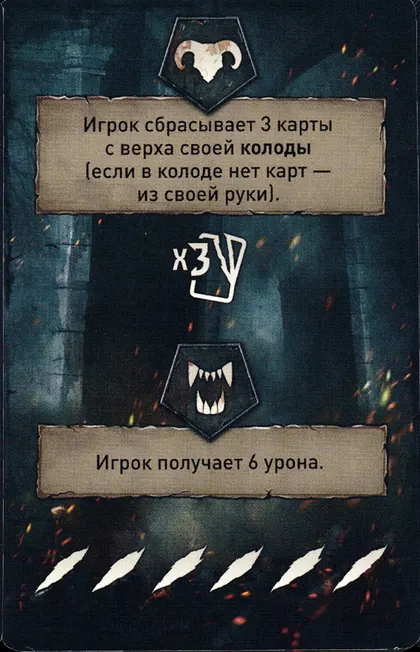 Игрок сбрасывает 3 карты
с верха своей колоды
(если в колоде нет карт —
из своей руки).
x3
Игрок получает 6 урона.